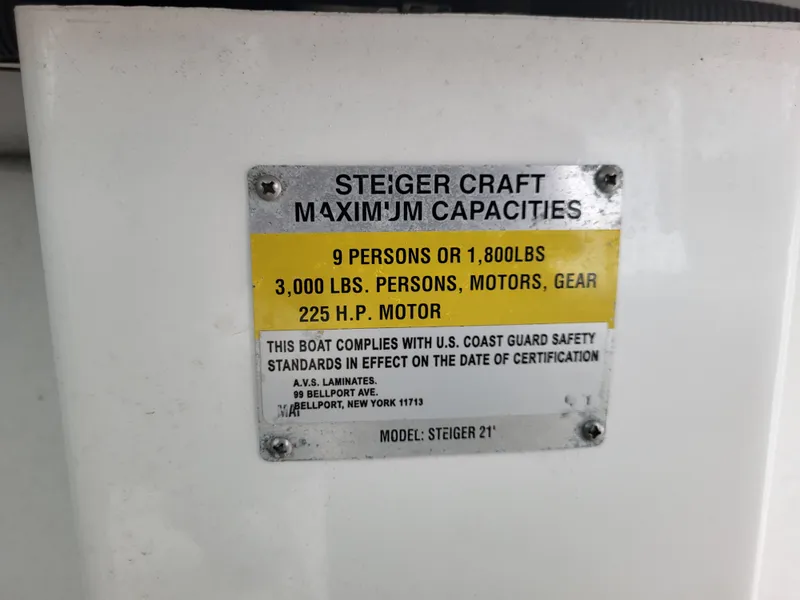 STEIGER CRAFT
MAXIMUM CAPACITIES
9 PERSONS OR 1,800LBS
3,000 LBS. PERSONS, MOTORS, GEAR
225 H.P. MOTOR
THIS BOAT COMPLIES WITH U.S. COAST GUARD SAFETY
STANDARDS IN EFFECT ON THE DATE OF CERTIFICATION
A.V.S. LAMINATES.
99 BELLPORT AVE.
BELLPORT, NEW YORK 11713
MODEL: STEIGER 21'